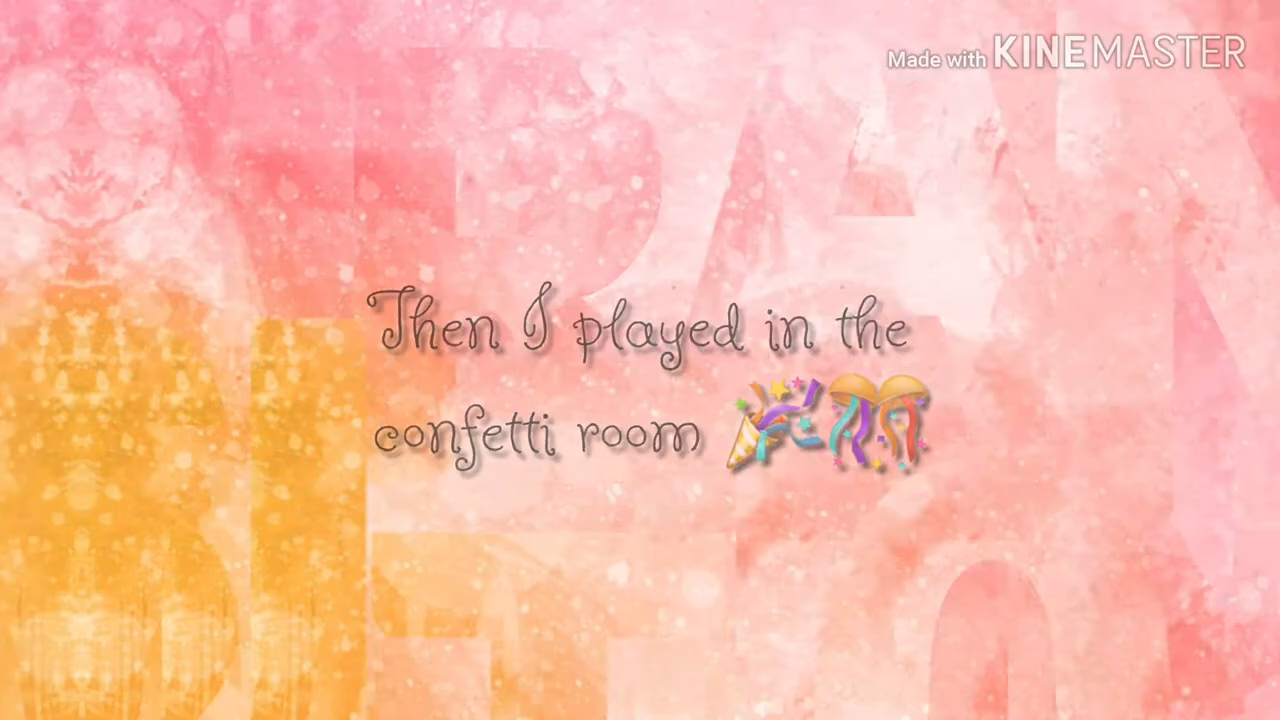 Made with KINEMASTER
Then I played in the
confetti room 🎉🎊